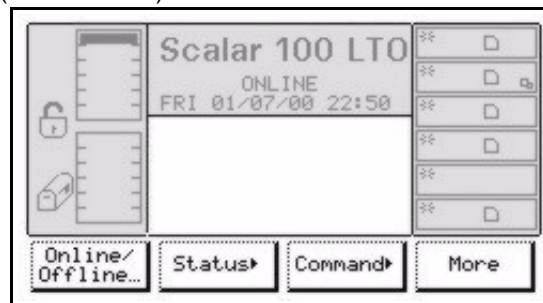 Scalar 100 LTO
ONLINE
FRI 01/07/00 22:50
Online/
Offline…
Status▸
Command▸
More